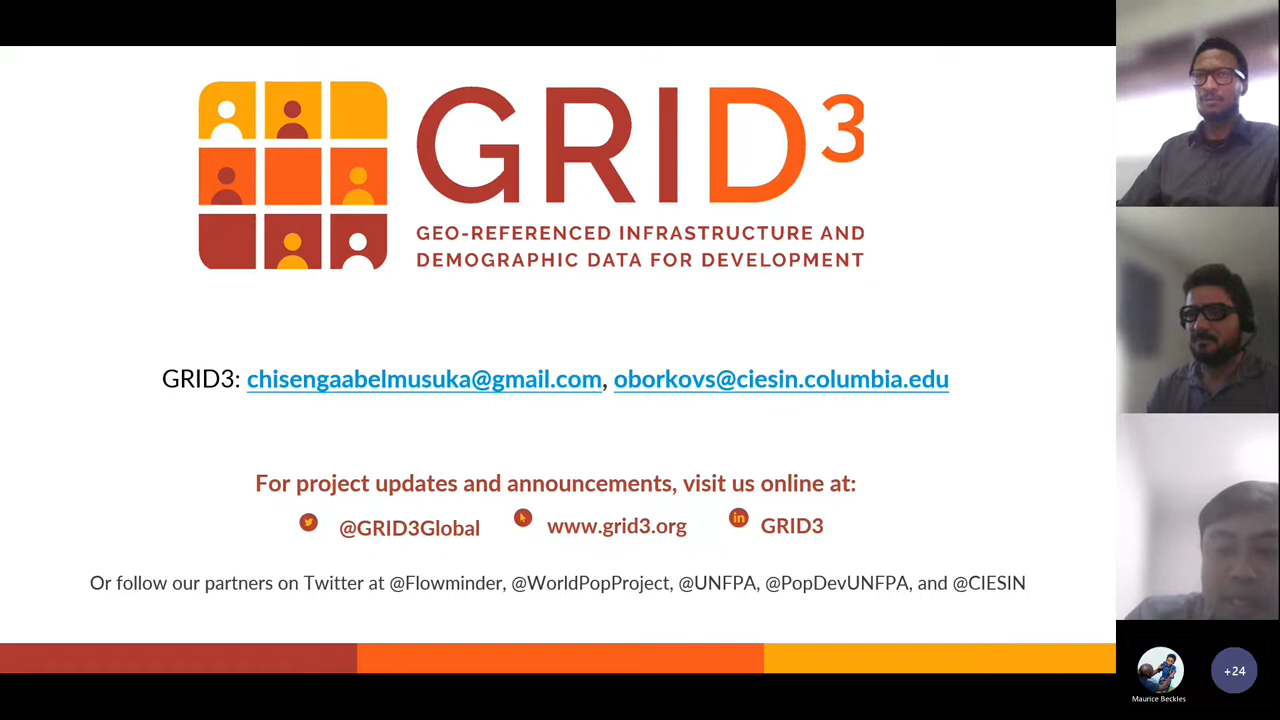 GRID3
GEO-REFERENCED INFRASTRUCTURE AND
DEMOGRAPHIC DATA FOR DEVELOPMENT
GRID3: chisengaabelmusuka@gmail.com, oborkovs@ciesin.columbia.edu
For project updates and announcements, visit us online at:
@GRID3Global www.grid3.org in GRID3
Or follow our partners on Twitter at @Flowminder, @WorldPopProject, @UNFPA, @PopDevUNFPA, and @CIESIN
Maurice Beckles
+24